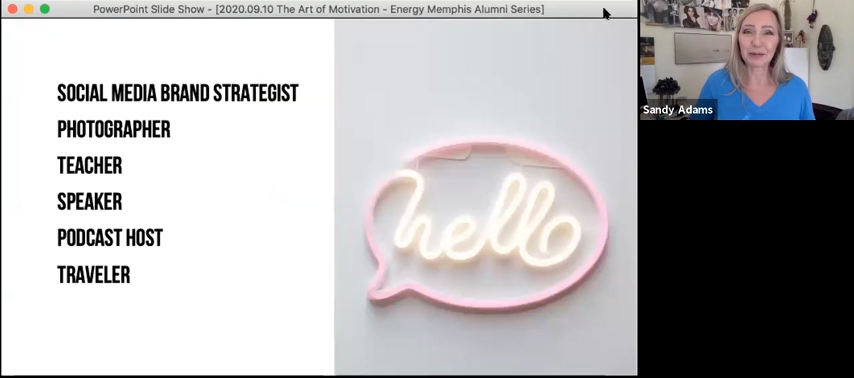 PowerPoint Slide Show - [2020.09.10 The Art of Motivation - Energy Memphis Alumni Series]
SOCIAL MEDIA BRAND STRATEGIST
PHOTOGRAPHER
TEACHER
SPEAKER
PODCAST HOST
TRAVELER
hello
Sandy Adams